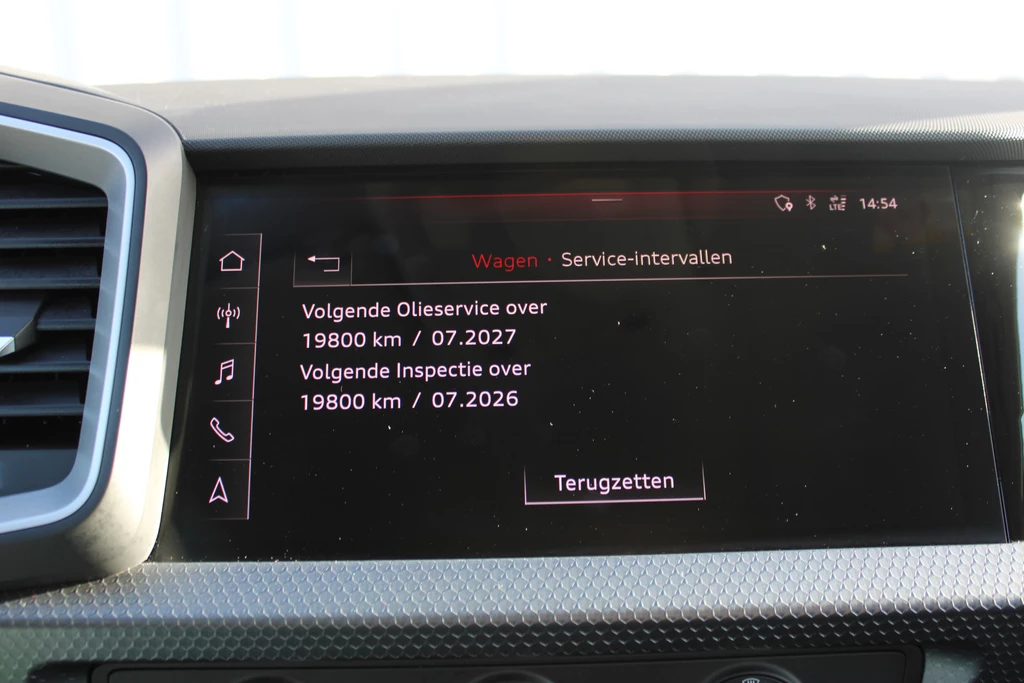 LTE 14:54
Wagen · Service-intervallen
Volgende Olieservice over
19800 km / 07.2027
Volgende Inspectie over
19800 km / 07.2026
Terugzetten